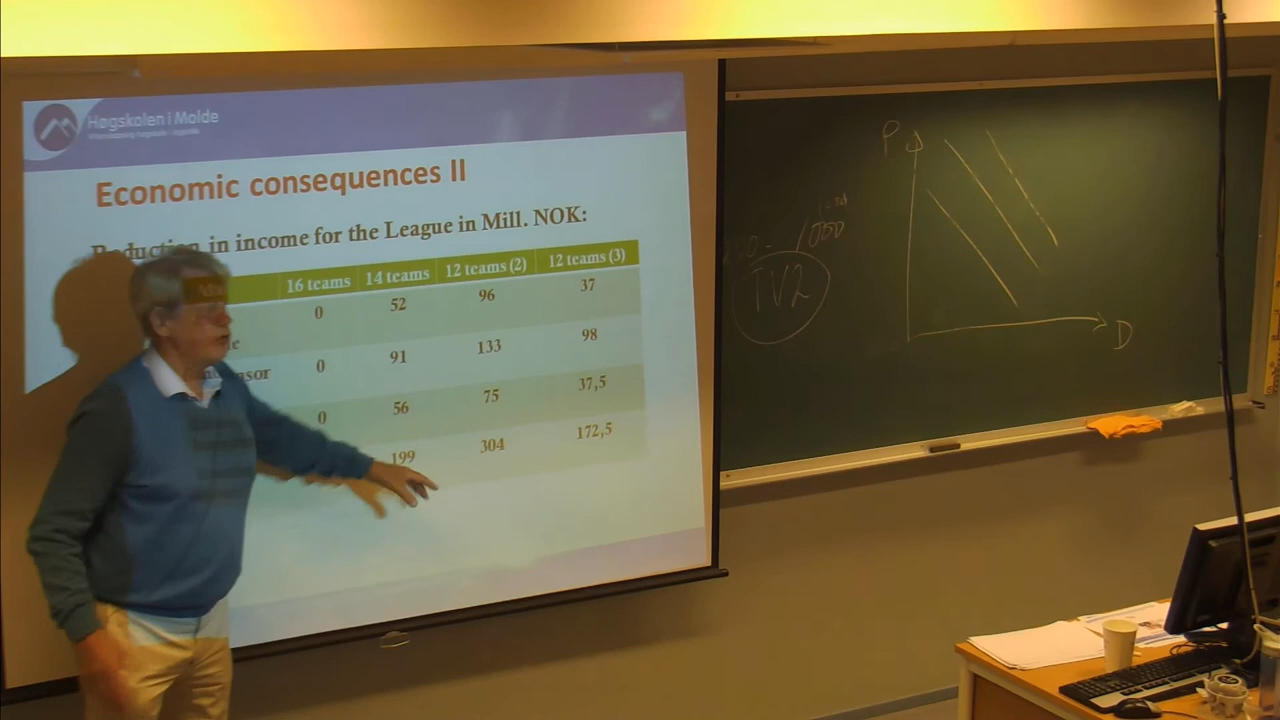 Høgskolen i Molde
Economic consequences II
Reduction in income for the League in Mill. NOK:
16 teams 14 teams 12 teams (2) 12 teams (3)
0 52 96 37
0 91 133 98
0 56 75 37,5
199 304 172,5
P
1000
TV2
D